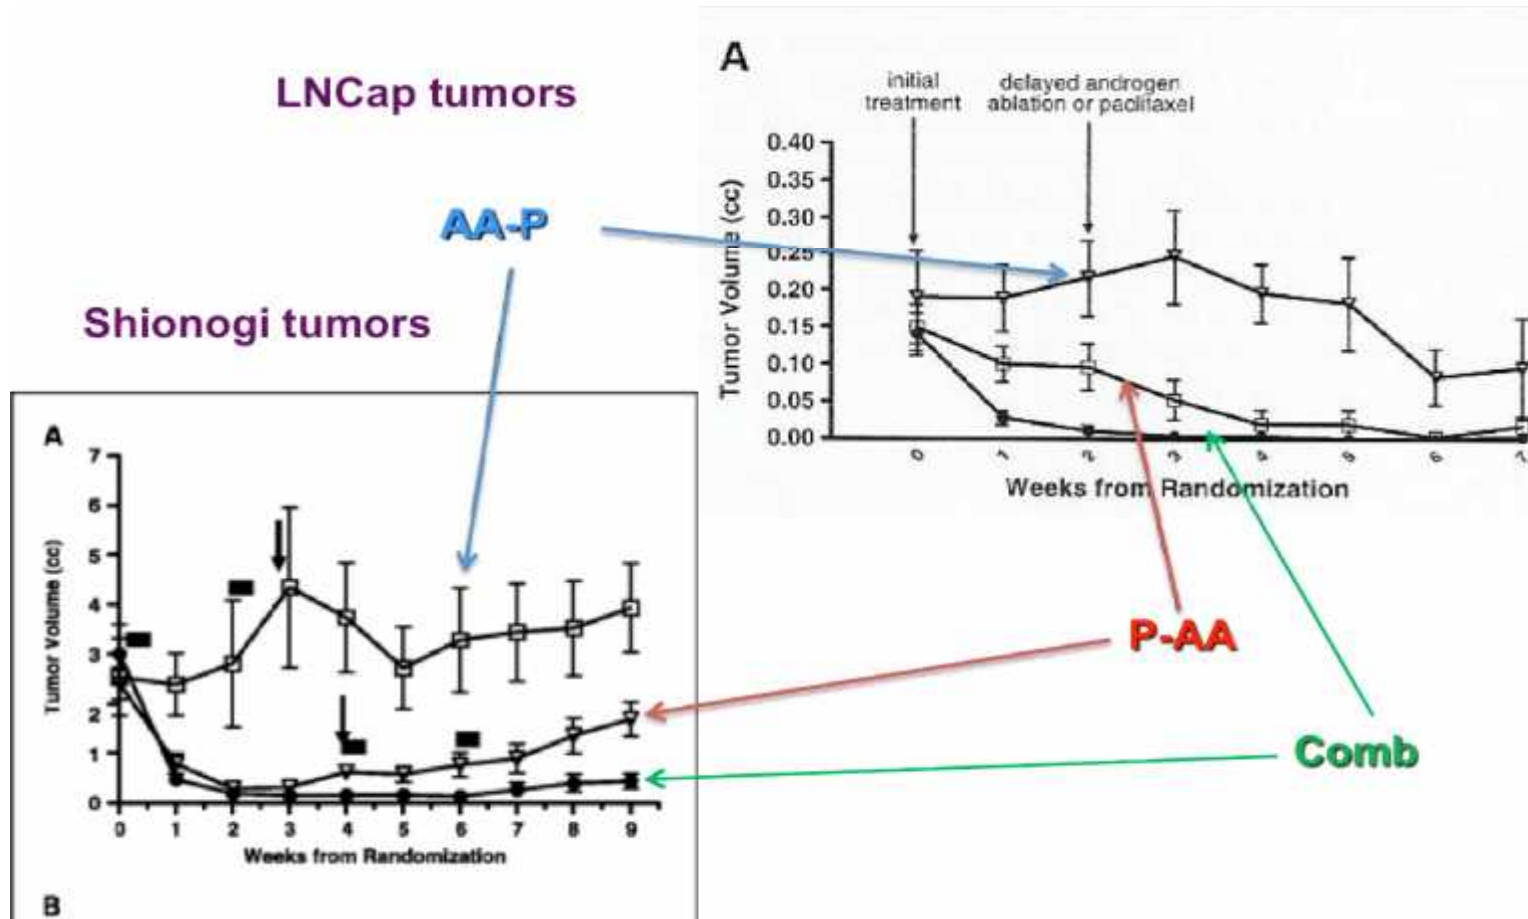 LNCap tumors
A
initial
treatment
delayed androgen
ablation or paclitaxel
0.40
0.35
0.30
0.25
0.20
0.15
0.10
0.05
0.00
Tumor Volume (cc)
0 1 2 3 4 5 6 7
Weeks from Randomization
AA-P
Shionogi tumors
A
7
6
5
4
3
2
1
0
Tumor Volume (cc)
0 1 2 3 4 5 6 7 8 9
Weeks from Randomization
B
P-AA
Comb